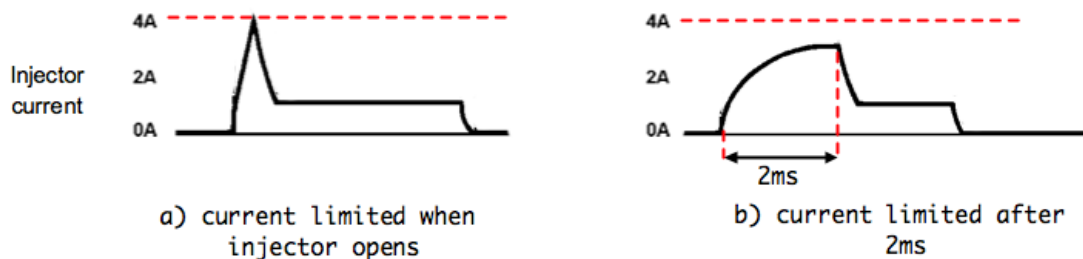 4A
2A
0A
Injector
current
a) current limited when
injector opens
4A
2A
0A
2ms
b) current limited after
2ms